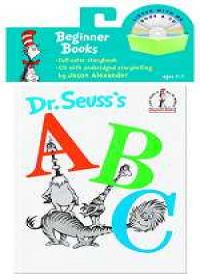 Beginner
Books
Full-color storybook
CD with unabridged storytelling
by Jason Alexander
ages 3-7
Dr. Seuss's
A
B
C